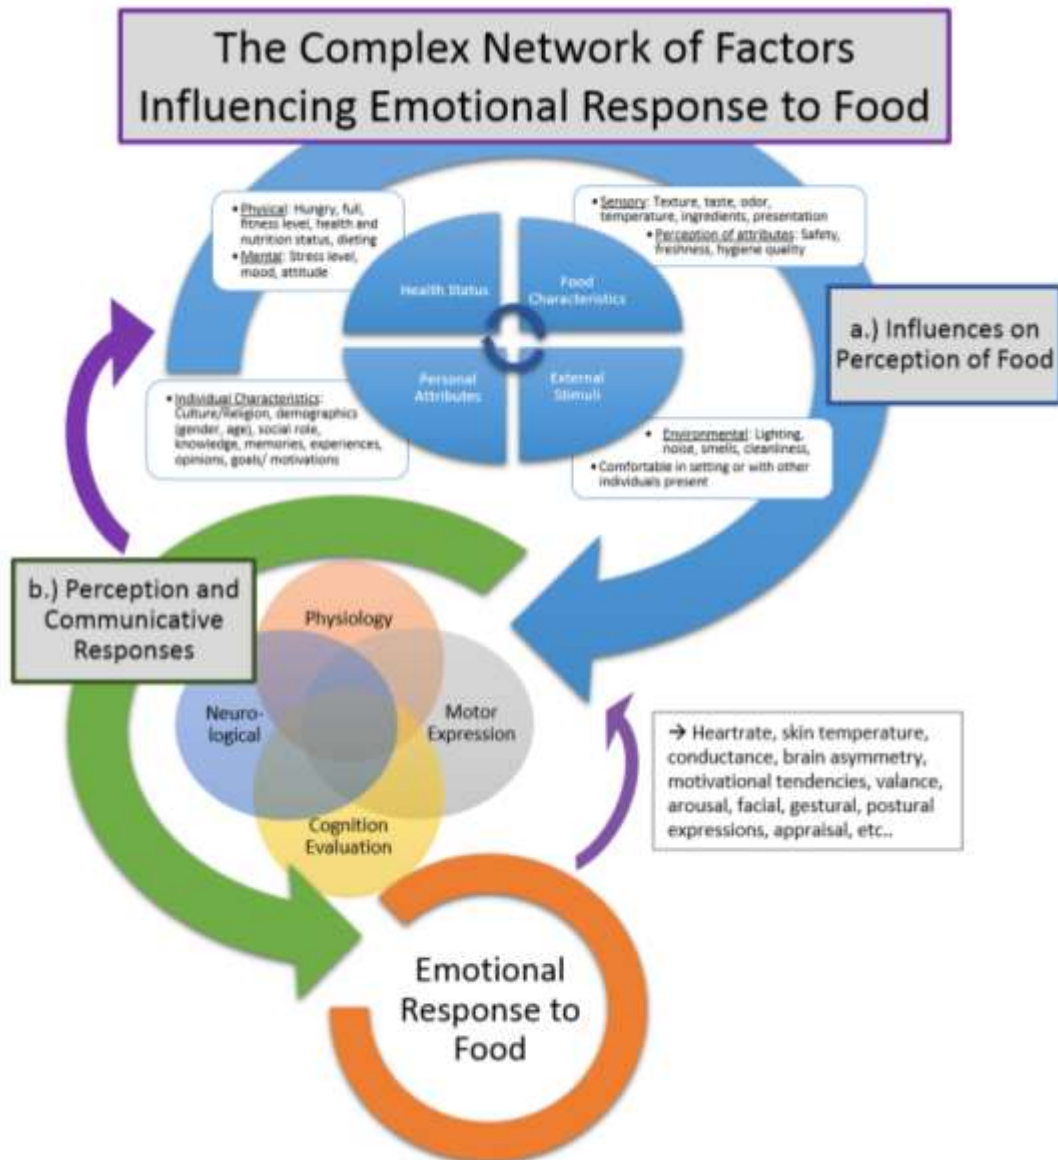 The Complex Network of Factors
Influencing Emotional Response to Food
• Physical: Hungry, full,
fitness level, health and
nutrition status, dieting
• Mental: Stress level,
mood, attitude
• Sensory: Texture, taste, odor,
temperature, ingredients, presentation
• Perception of attributes: Safety,
freshness, hygiene quality
Health Status
Food
Characteristics
Personal
Attributes
External
Stimuli
a.) Influences on
Perception of Food
• Individual Characteristics:
Culture/Religion, demographics
(gender, age), social role,
knowledge, memories, experiences,
opinions, goals/ motivations
• Environmental: Lighting,
noise, smells, cleanliness,
• Comfortable in setting or with other
individuals present
b.) Perception and
Communicative
Responses
Physiology
Neuro-
logical
Motor
Expression
Cognition
Evaluation
→ Heartrate, skin temperature,
conductance, brain asymmetry,
motivational tendencies, valance,
arousal, facial, gestural, postural
expressions, appraisal, etc..
Emotional
Response to
Food